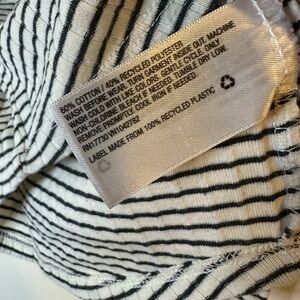 60% COTTON / 40% RECYCLED POLYESTER
WASH BEFORE WEAR. TURN GARMENT INSIDE OUT, MACHINE
WASH COLD WITH LIKE COLORS, GENTLE CYCLE. ONLY
NON-CHLORINE BLEACH IF NEEDED. TUMBLE DRY LOW.
REMOVE PROMPTLY. COOL IRON IF NEEDED.
RN17730 WN1049782
LABEL MADE FROM 100% RECYCLED PLASTIC